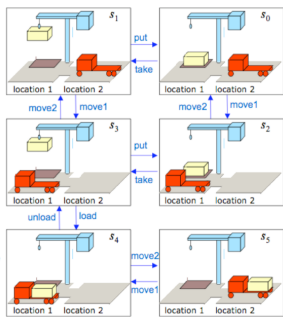 s1
s0
put
take
location 1 location 2
location 1 location 2
move2
move1
move2
move1
s3
s2
put
take
location 1 location 2
location 1 location 2
unload
load
s4
s5
move2
move1
location 1 location 2
location 1 location 2